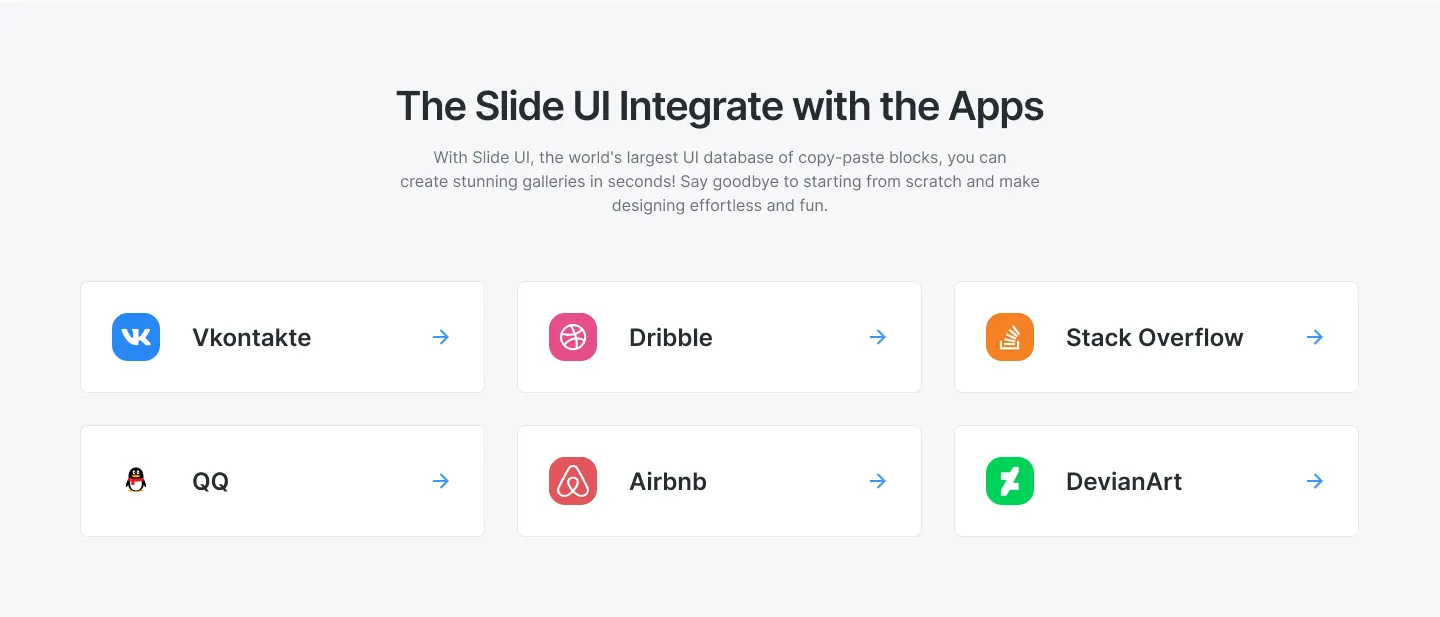 The Slide UI Integrate with the Apps
With Slide UI, the world's largest UI database of copy-paste blocks, you can
create stunning galleries in seconds! Say goodbye to starting from scratch and make
designing effortless and fun.
Vkontakte
Dribble
Stack Overflow
QQ
Airbnb
DevianArt